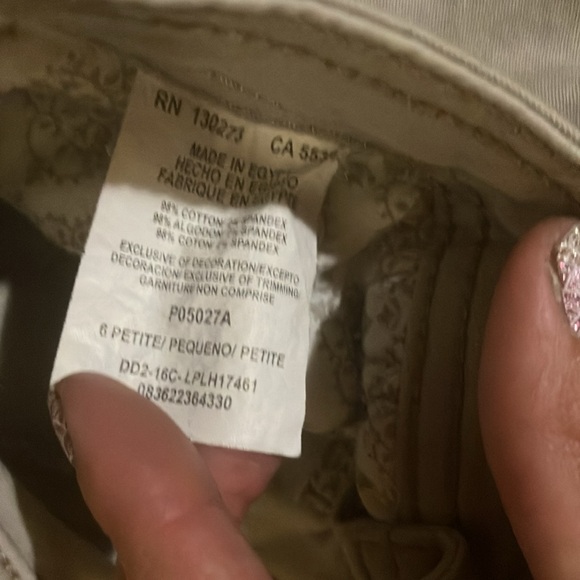 RN 130273 CA 553
MADE IN EGYPTO
HECHO EN EGIPTO
FABRIQUE EN
98% COTTON 2% SPANDEX
98% ALGODON 2% SPANDEX
98% COTON 2% SPANDEX
EXCLUSIVE OF DECORATION/EXCEPTO
DECORACION/EXCLUSIVE OF TRIMMING/
GARNITURE NON COMPRISE
P05027A
6 PETITE/ PEQUENO/ PETITE
DD2-16C-LPLH17461
083622364330